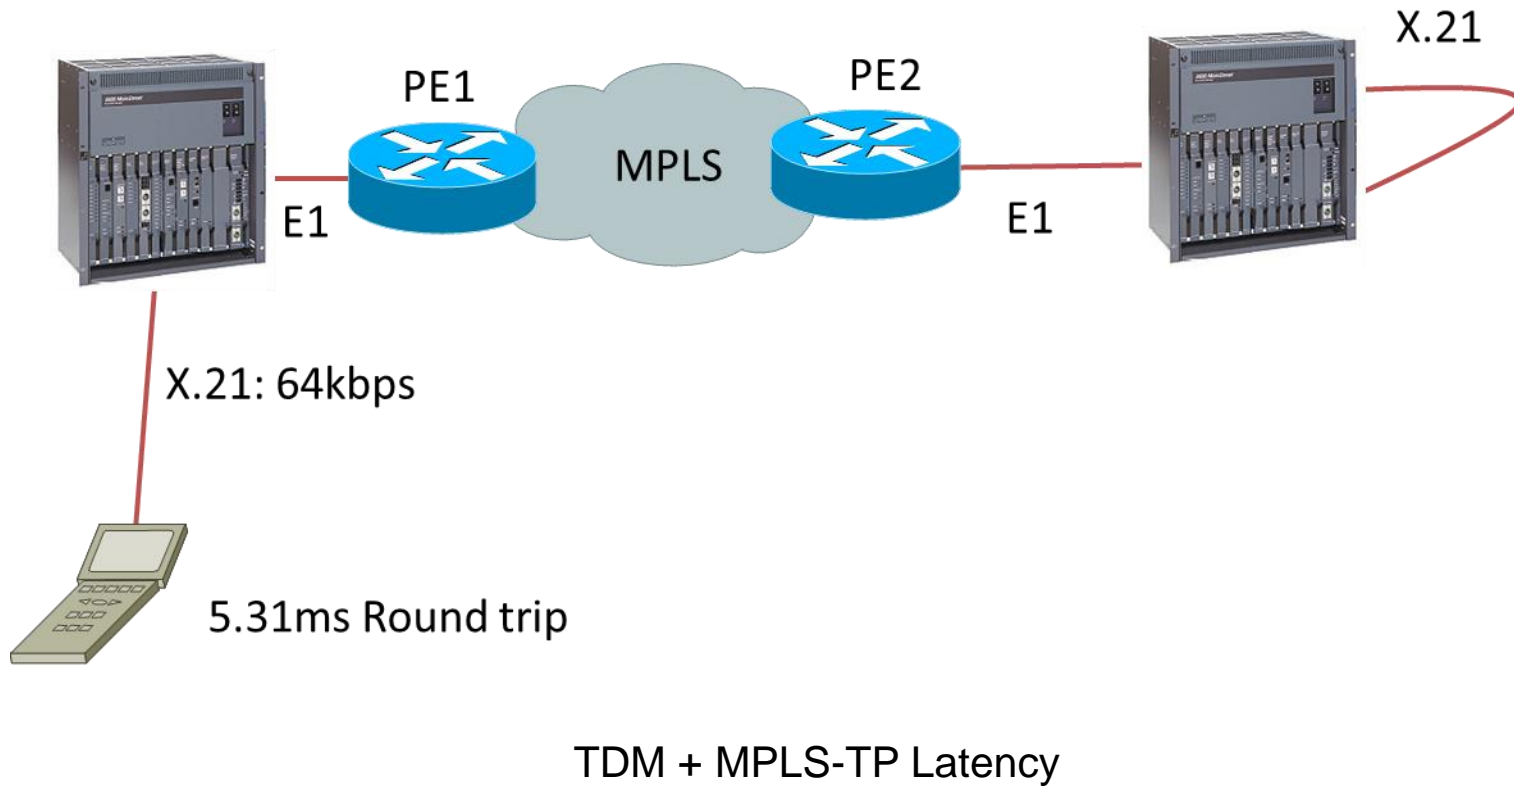 X.21
PE1
PE2
MPLS
E1
E1
X.21: 64kbps
5.31ms Round trip
TDM + MPLS-TP Latency